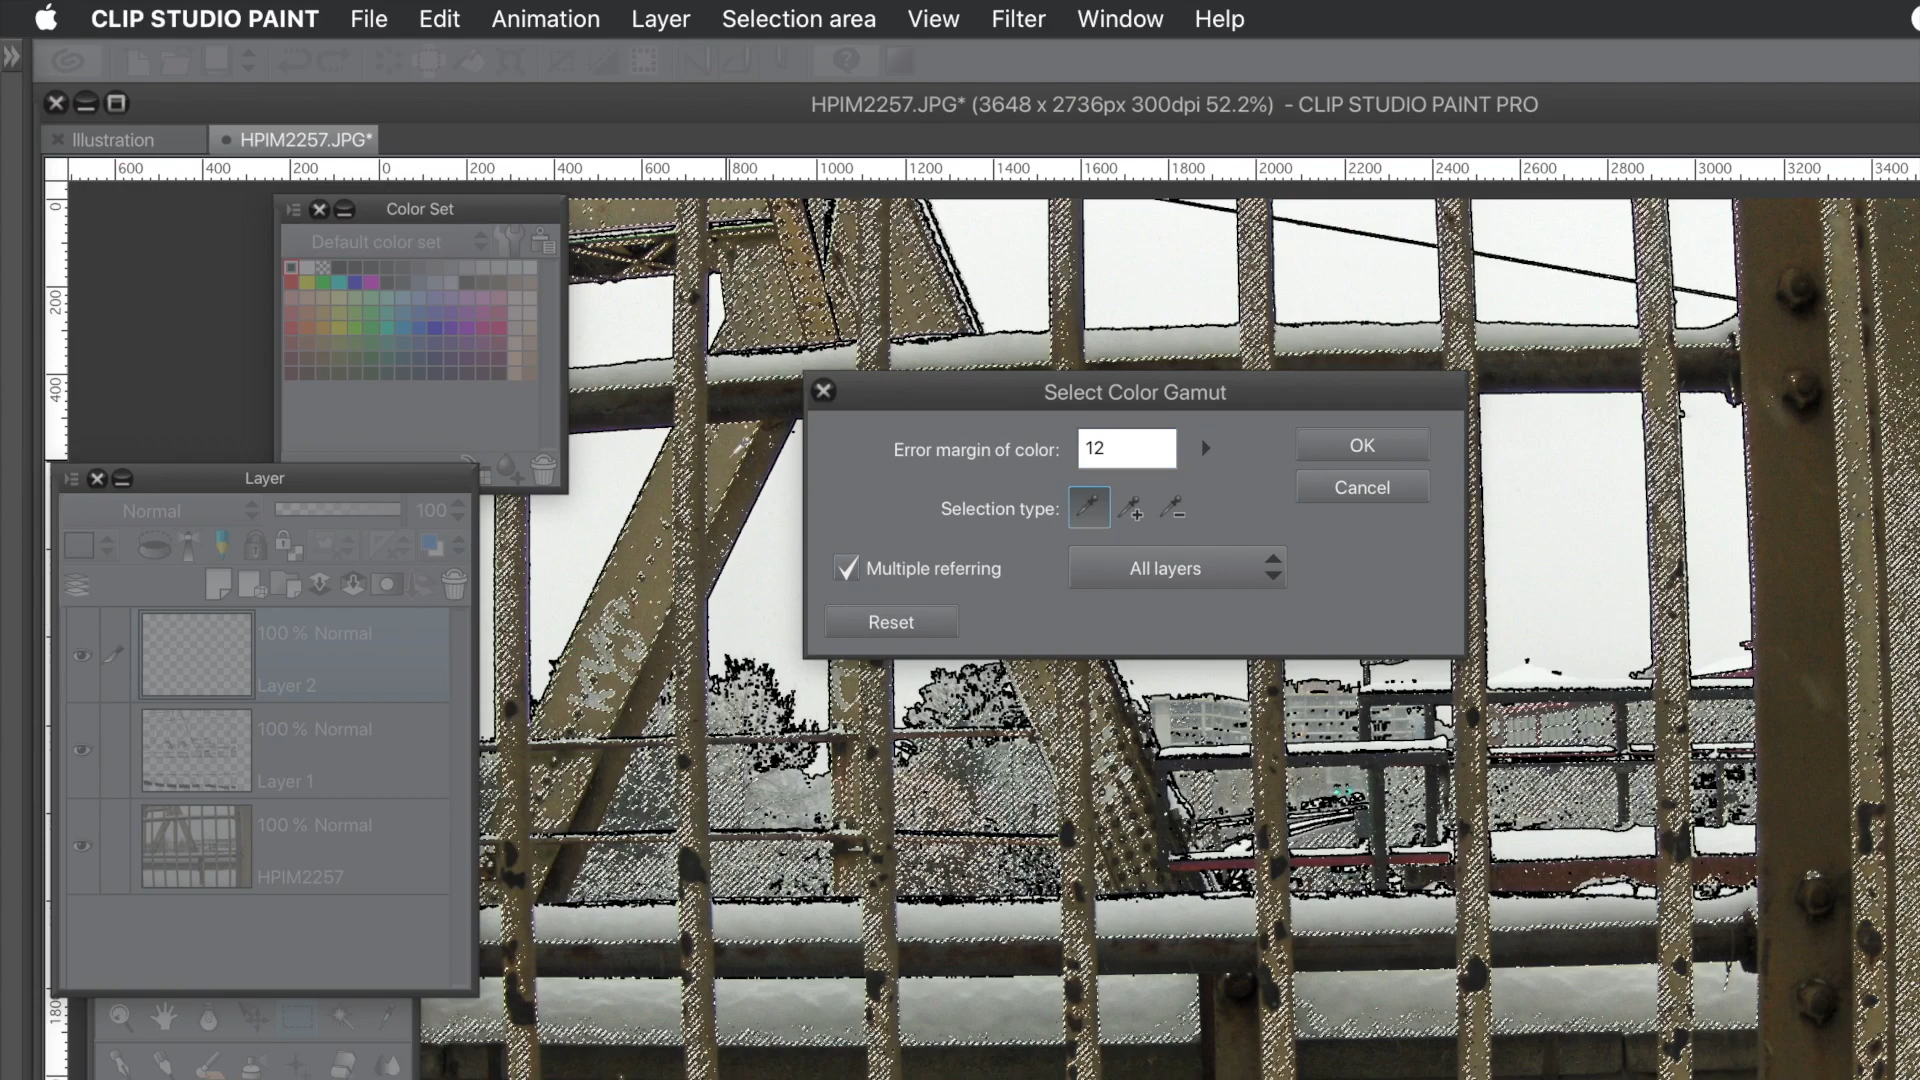 CLIP STUDIO PAINT File Edit Animation Layer Selection area View Filter Window Help
HPIM2257.JPG* (3648 x 2736px 300dpi 52.2%) - CLIP STUDIO PAINT PRO
Illustration HPIM2257.JPG*
600 400 200 0 200 400 600 800 1000 1200 1400 1600 1800 2000 2200 2400 2600 2800 3000 3200 3400
0
200
400
Color Set
Default color set
Select Color Gamut
Error margin of color: 12
OK
Selection type:
Cancel
Multiple referring All layers
Reset
Layer
Normal 100
100 % Normal
Layer 2
100 % Normal
Layer 1
100 % Normal
HPIM2257